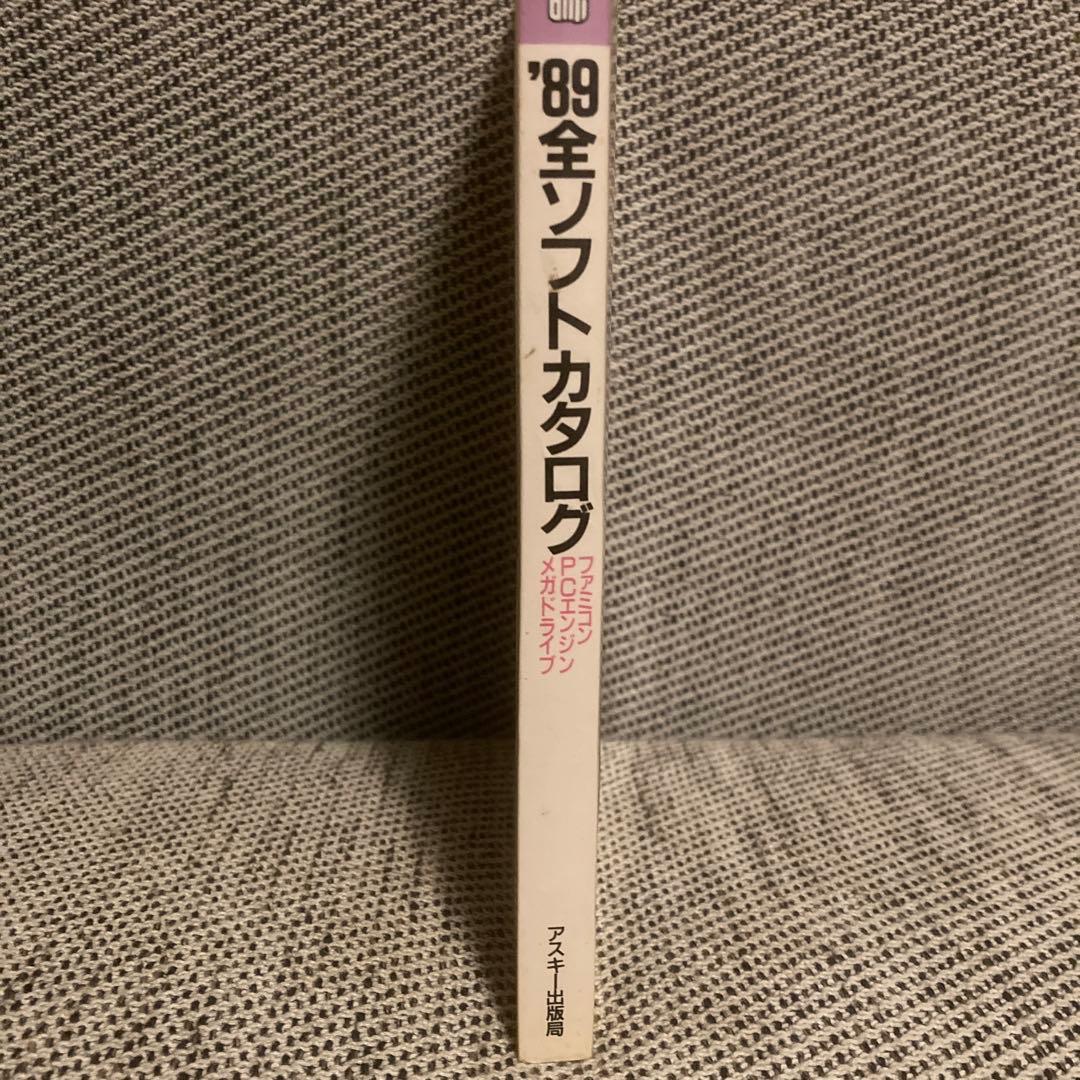 '89全ソフトカタログ
ファミコン
PCエンジン
メガドライブ
アスキー出版局